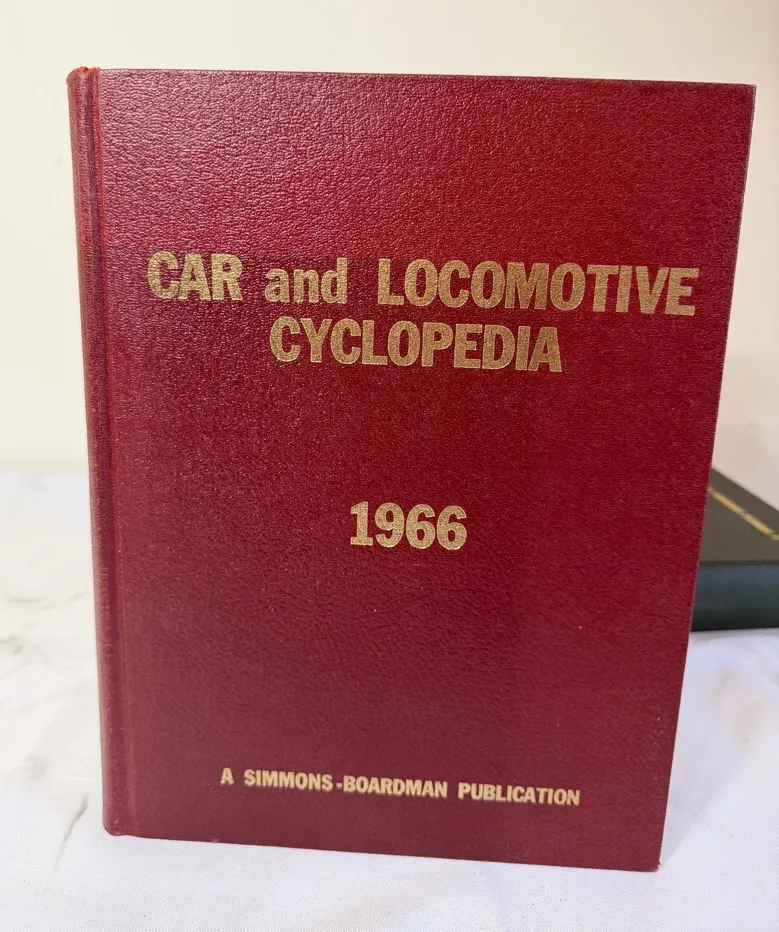 CAR and LOCOMOTIVE
CYCLOPEDIA
1966
A SIMMONS-BOARDMAN PUBLICATION